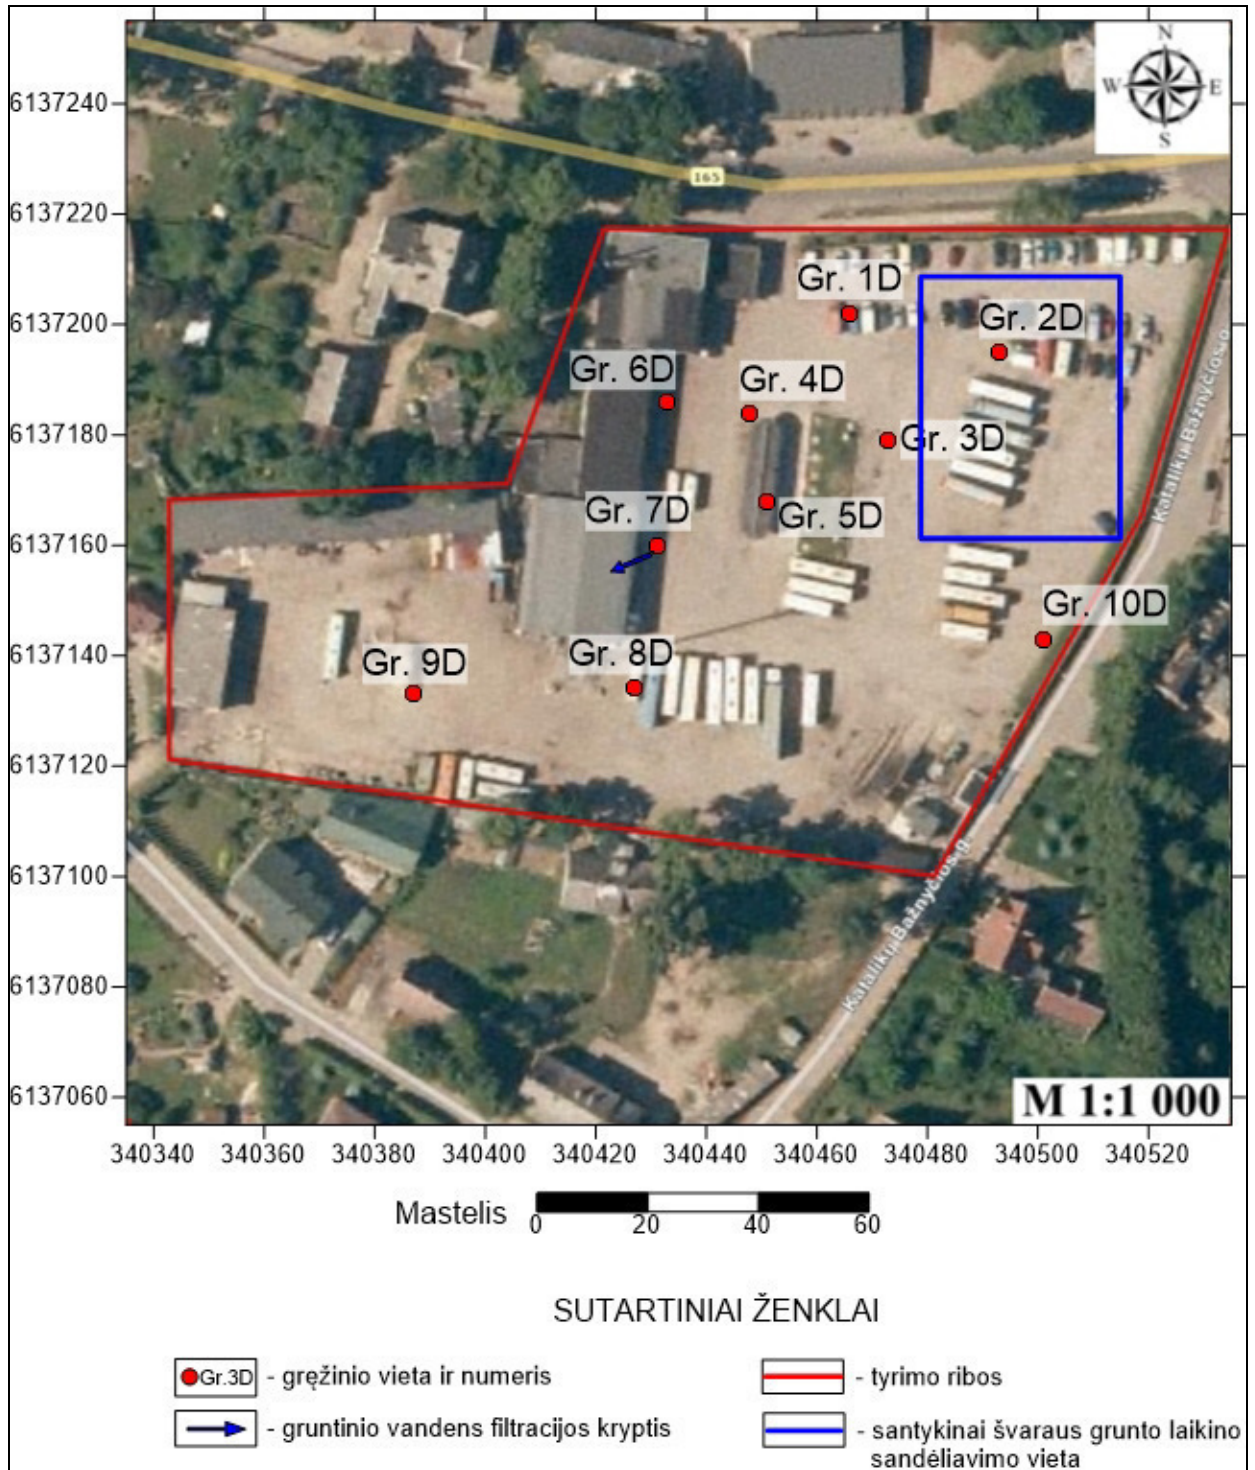 N
W E
S
6137240
6137220
6137200
6137180
6137160
6137140
6137120
6137100
6137080
6137060
165
Gr. 1D
Gr. 2D
Gr. 6D
Gr. 4D
Gr. 3D
Gr. 7D
Gr. 5D
Gr. 10D
Gr. 8D
Gr. 9D
Katalikų Bažnyčios g.
Katalikų Bažnyčios g.
M 1:1 000
340340 340360 340380 340400 340420 340440 340460 340480 340500 340520
Mastelis 0 20 40 60
SUTARTINIAI ŽENKLAI
Gr.3D - gręžinio vieta ir numeris
- gruntinio vandens filtracijos kryptis
- tyrimo ribos
- santykinai švaraus grunto laikino
sandėliavimo vieta